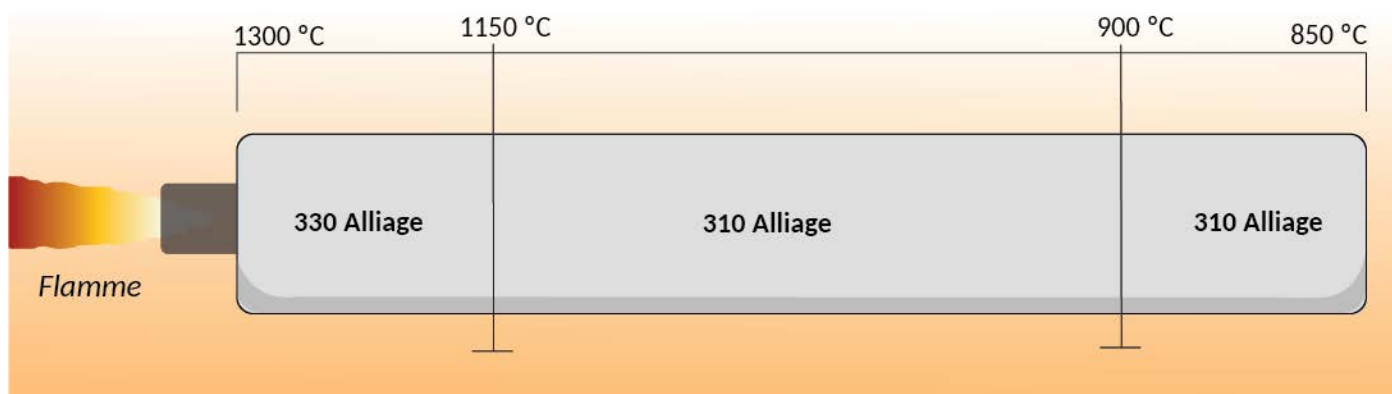 1300 °C
1150 °C
900 °C
850 °C
330 Alliage
310 Alliage
310 Alliage
Flamme